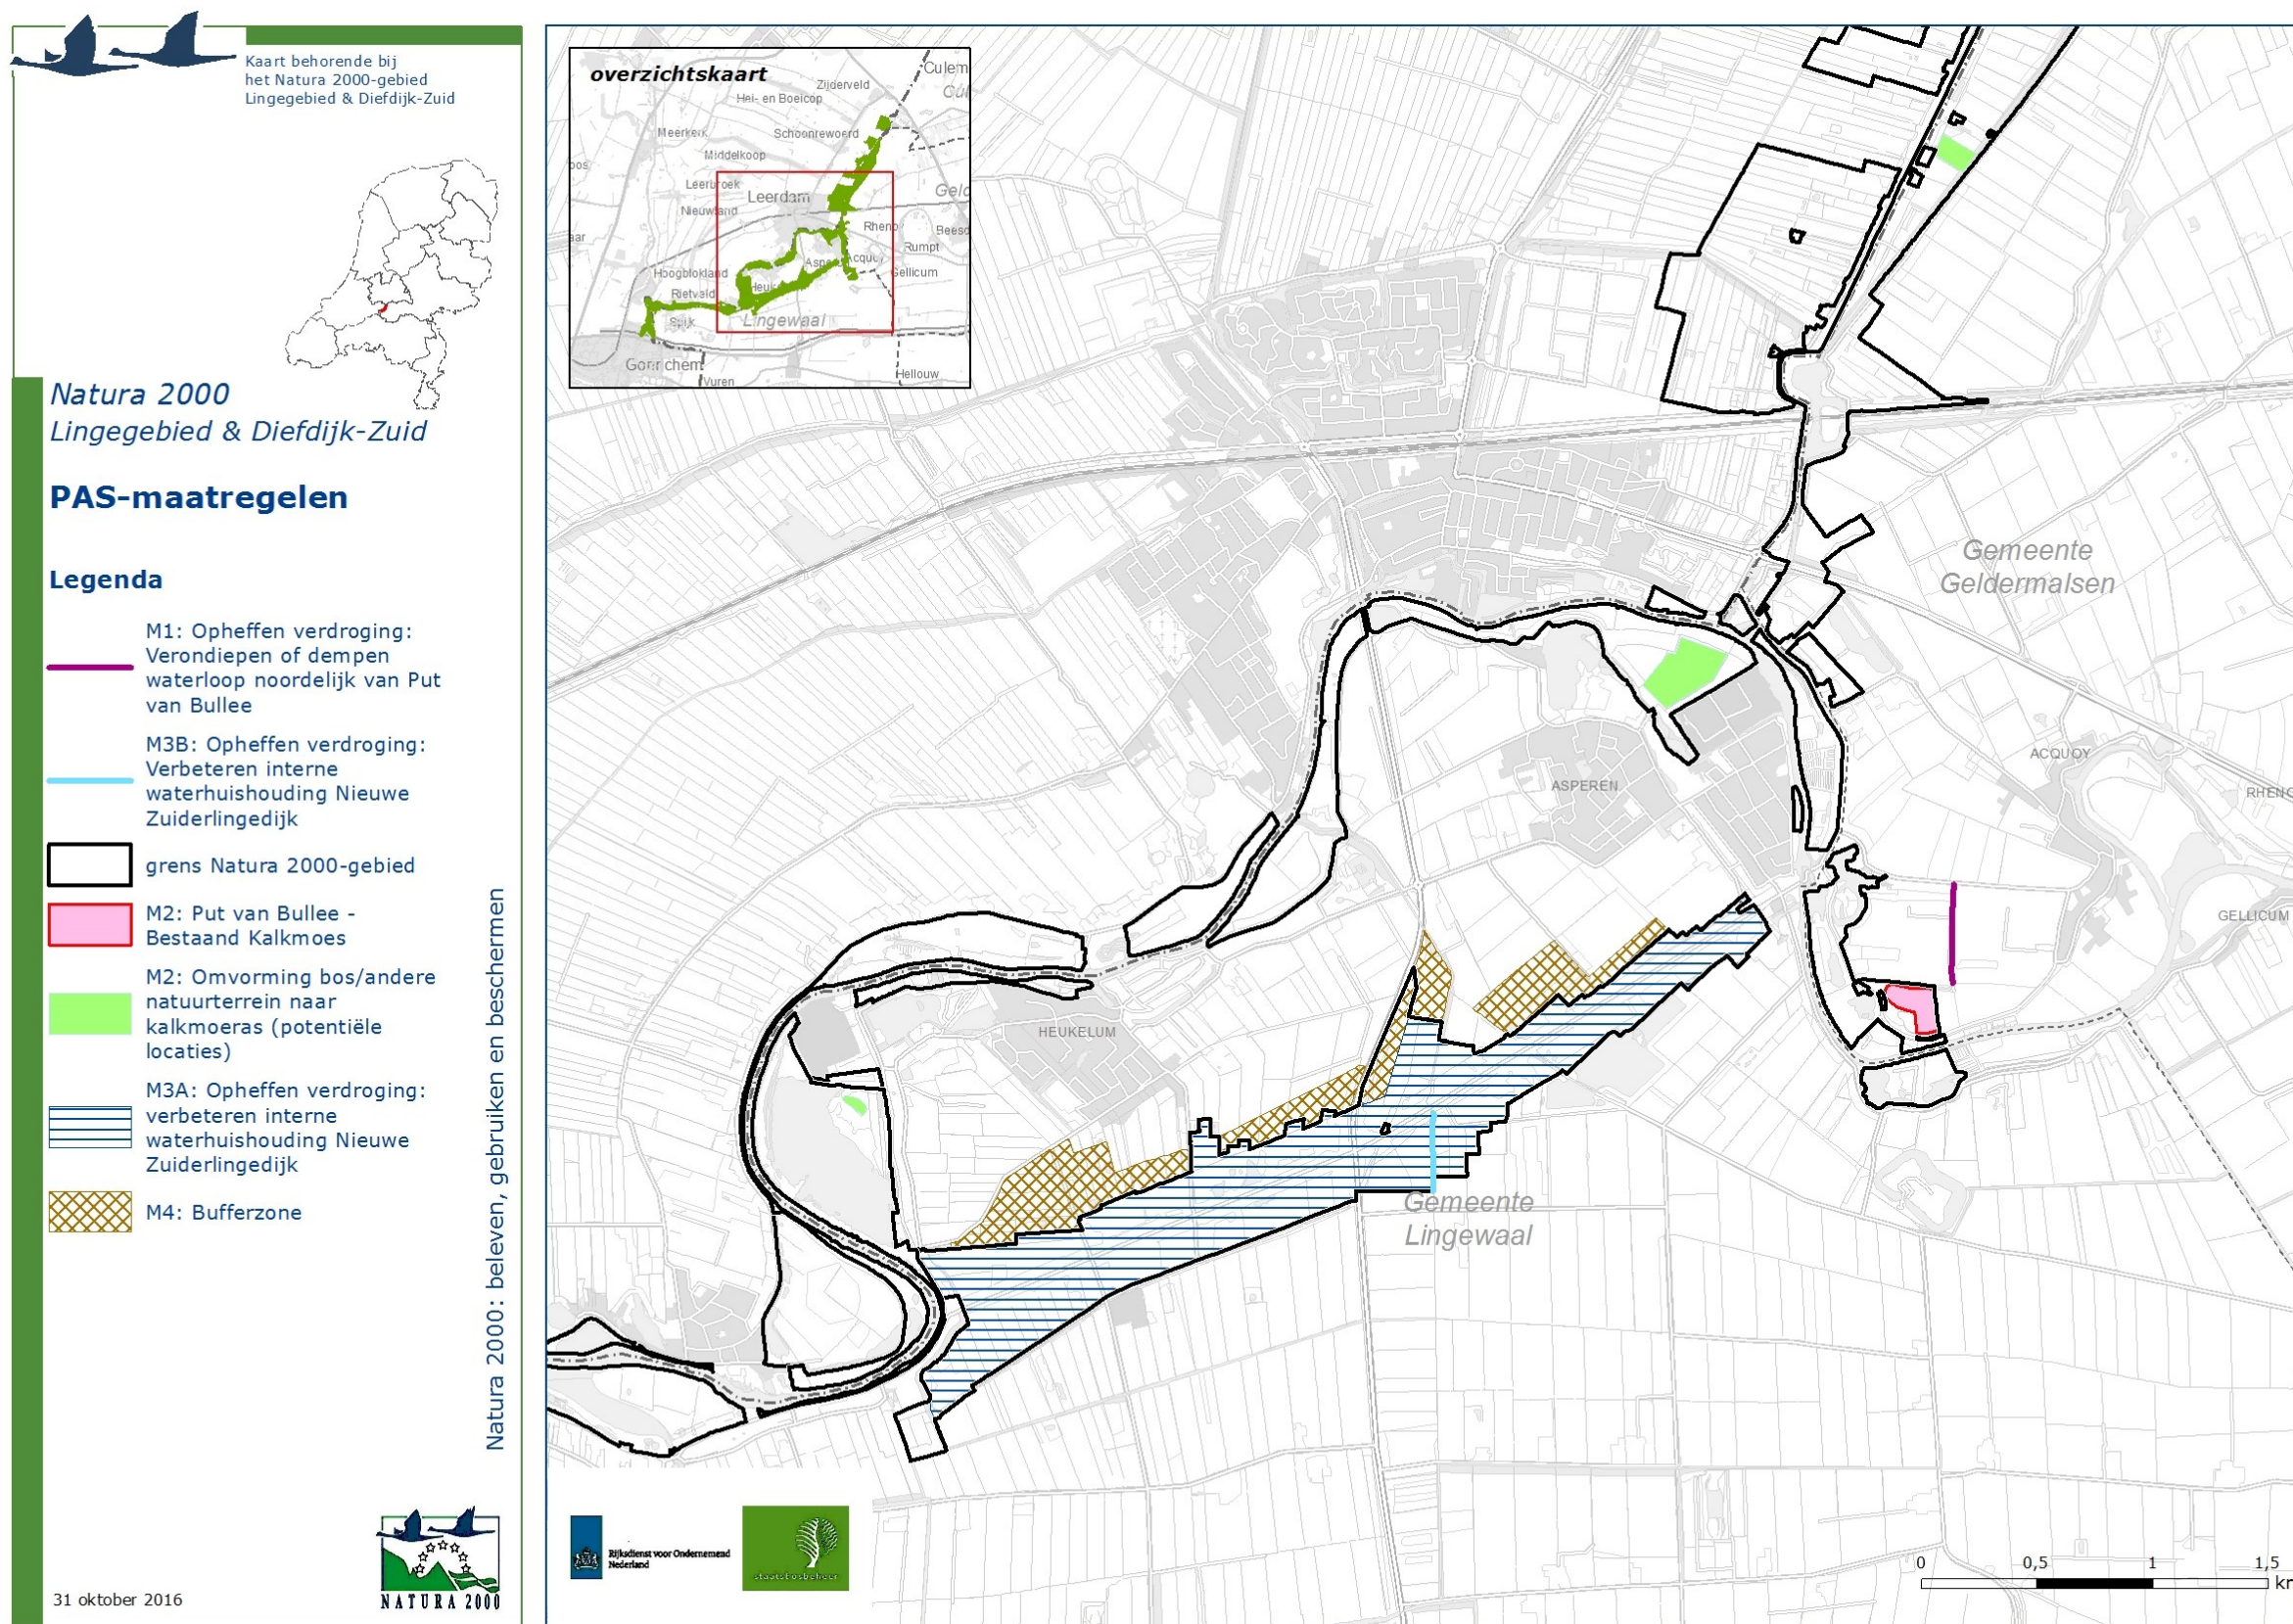 Kaart behorende bij
het Natura 2000-gebied
Lingegebied & Diefdijk-Zuid
Natura 2000
Lingegebied & Diefdijk-Zuid
PAS-maatregelen
Legenda
M1: Opheffen verdroging:
Verondiepen of dempen
waterloop noordelijk van Put
van Bullee
M3B: Opheffen verdroging:
Verbeteren interne
waterhuishouding Nieuwe
Zuiderlingedijk
grens Natura 2000-gebied
M2: Put van Bullee -
Bestaand Kalkmoes
M2: Omvorming bos/andere
natuurterrein naar
kalkmoeras (potentiële
locaties)
M3A: Opheffen verdroging:
verbeteren interne
waterhuishouding Nieuwe
Zuiderlingedijk
M4: Bufferzone
Natura 2000: beleven, gebruiken en beschermen
31 oktober 2016
NATURA 2000
overzichtskaart
Culem
Cul
Zijderveld
Hei- en Boeicop
Meerkerk
Schoonrewoerd
Middelkoop
Leerbroek
Leerdam
Geld
Nieuwland
Rheno
Beesd
Rumpt
Acquoy
Gellicum
Hoogblokland
Rietveld
Spijk
Lingewaal
Gorinchem
Vuren
Hellouw
Gemeente
Geldermalsen
ACQUOY
RHENO
ASPEREN
GELLICUM
HEUKELUM
Gemeente
Lingewaal
Rijksdienst voor Ondernemend
Nederland
staatsbosbeheer
0 0,5 1 1,5
km